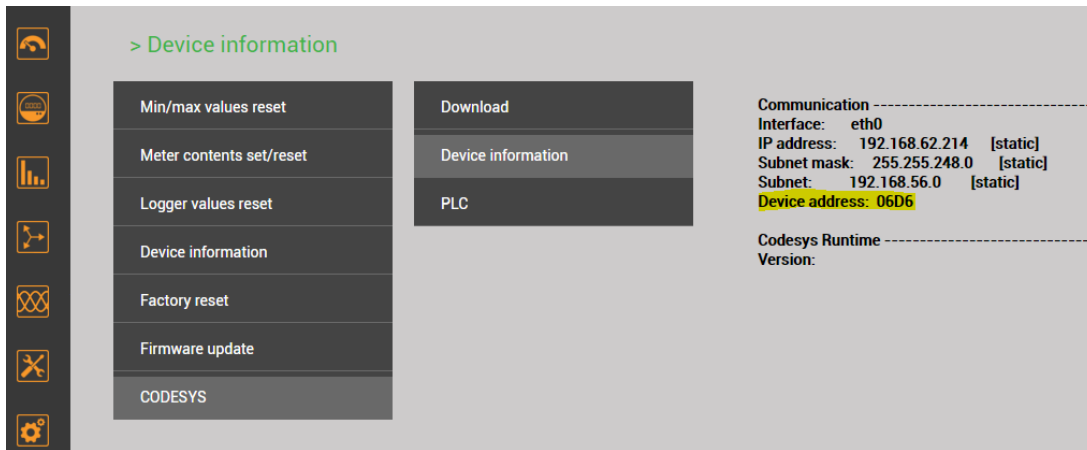 > Device information
Min/max values reset
Meter contents set/reset
Logger values reset
Device information
Factory reset
Firmware update
CODESYS
Download
Device information
PLC
Communication ------------------------------
Interface: eth0
IP address: 192.168.62.214 [static]
Subnet mask: 255.255.248.0 [static]
Subnet: 192.168.56.0 [static]
Device address: 06D6
Codesys Runtime ----------------------------
Version: